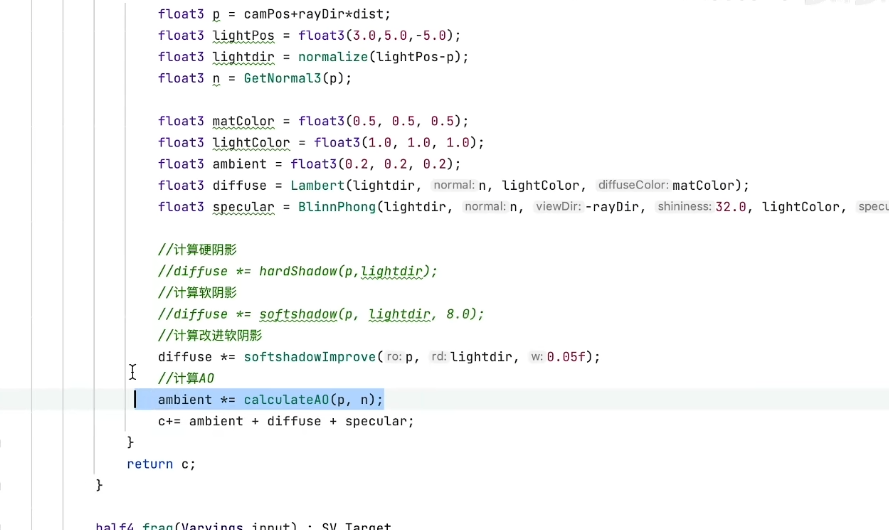 float3 p = camPos+rayDir*dist;
float3 lightPos = float3(3.0,5.0,-5.0);
float3 lightdir = normalize(lightPos-p);
float3 n = GetNormal3(p);
float3 matColor = float3(0.5, 0.5, 0.5);
float3 lightColor = float3(1.0, 1.0, 1.0);
float3 ambient = float3(0.2, 0.2, 0.2);
float3 diffuse = Lambert(lightdir, normal: n, lightColor, diffuseColor: matColor);
float3 specular = BlinnPhong(lightdir, normal: n, viewDir: -rayDir, shininess: 32.0, lightColor, specu
//计算硬阴影
//diffuse *= hardShadow(p,lightdir);
//计算软阴影
//diffuse *= softshadow(p, lightdir, 8.0);
//计算改进软阴影
diffuse *= softshadowImprove( ro: p, rd: lightdir, w: 0.05f);
//计算AO
ambient *= calculateAO(p, n);
c+= ambient + diffuse + specular;
}
return c;
}
half4 frag(Varyings input) : SV_Target